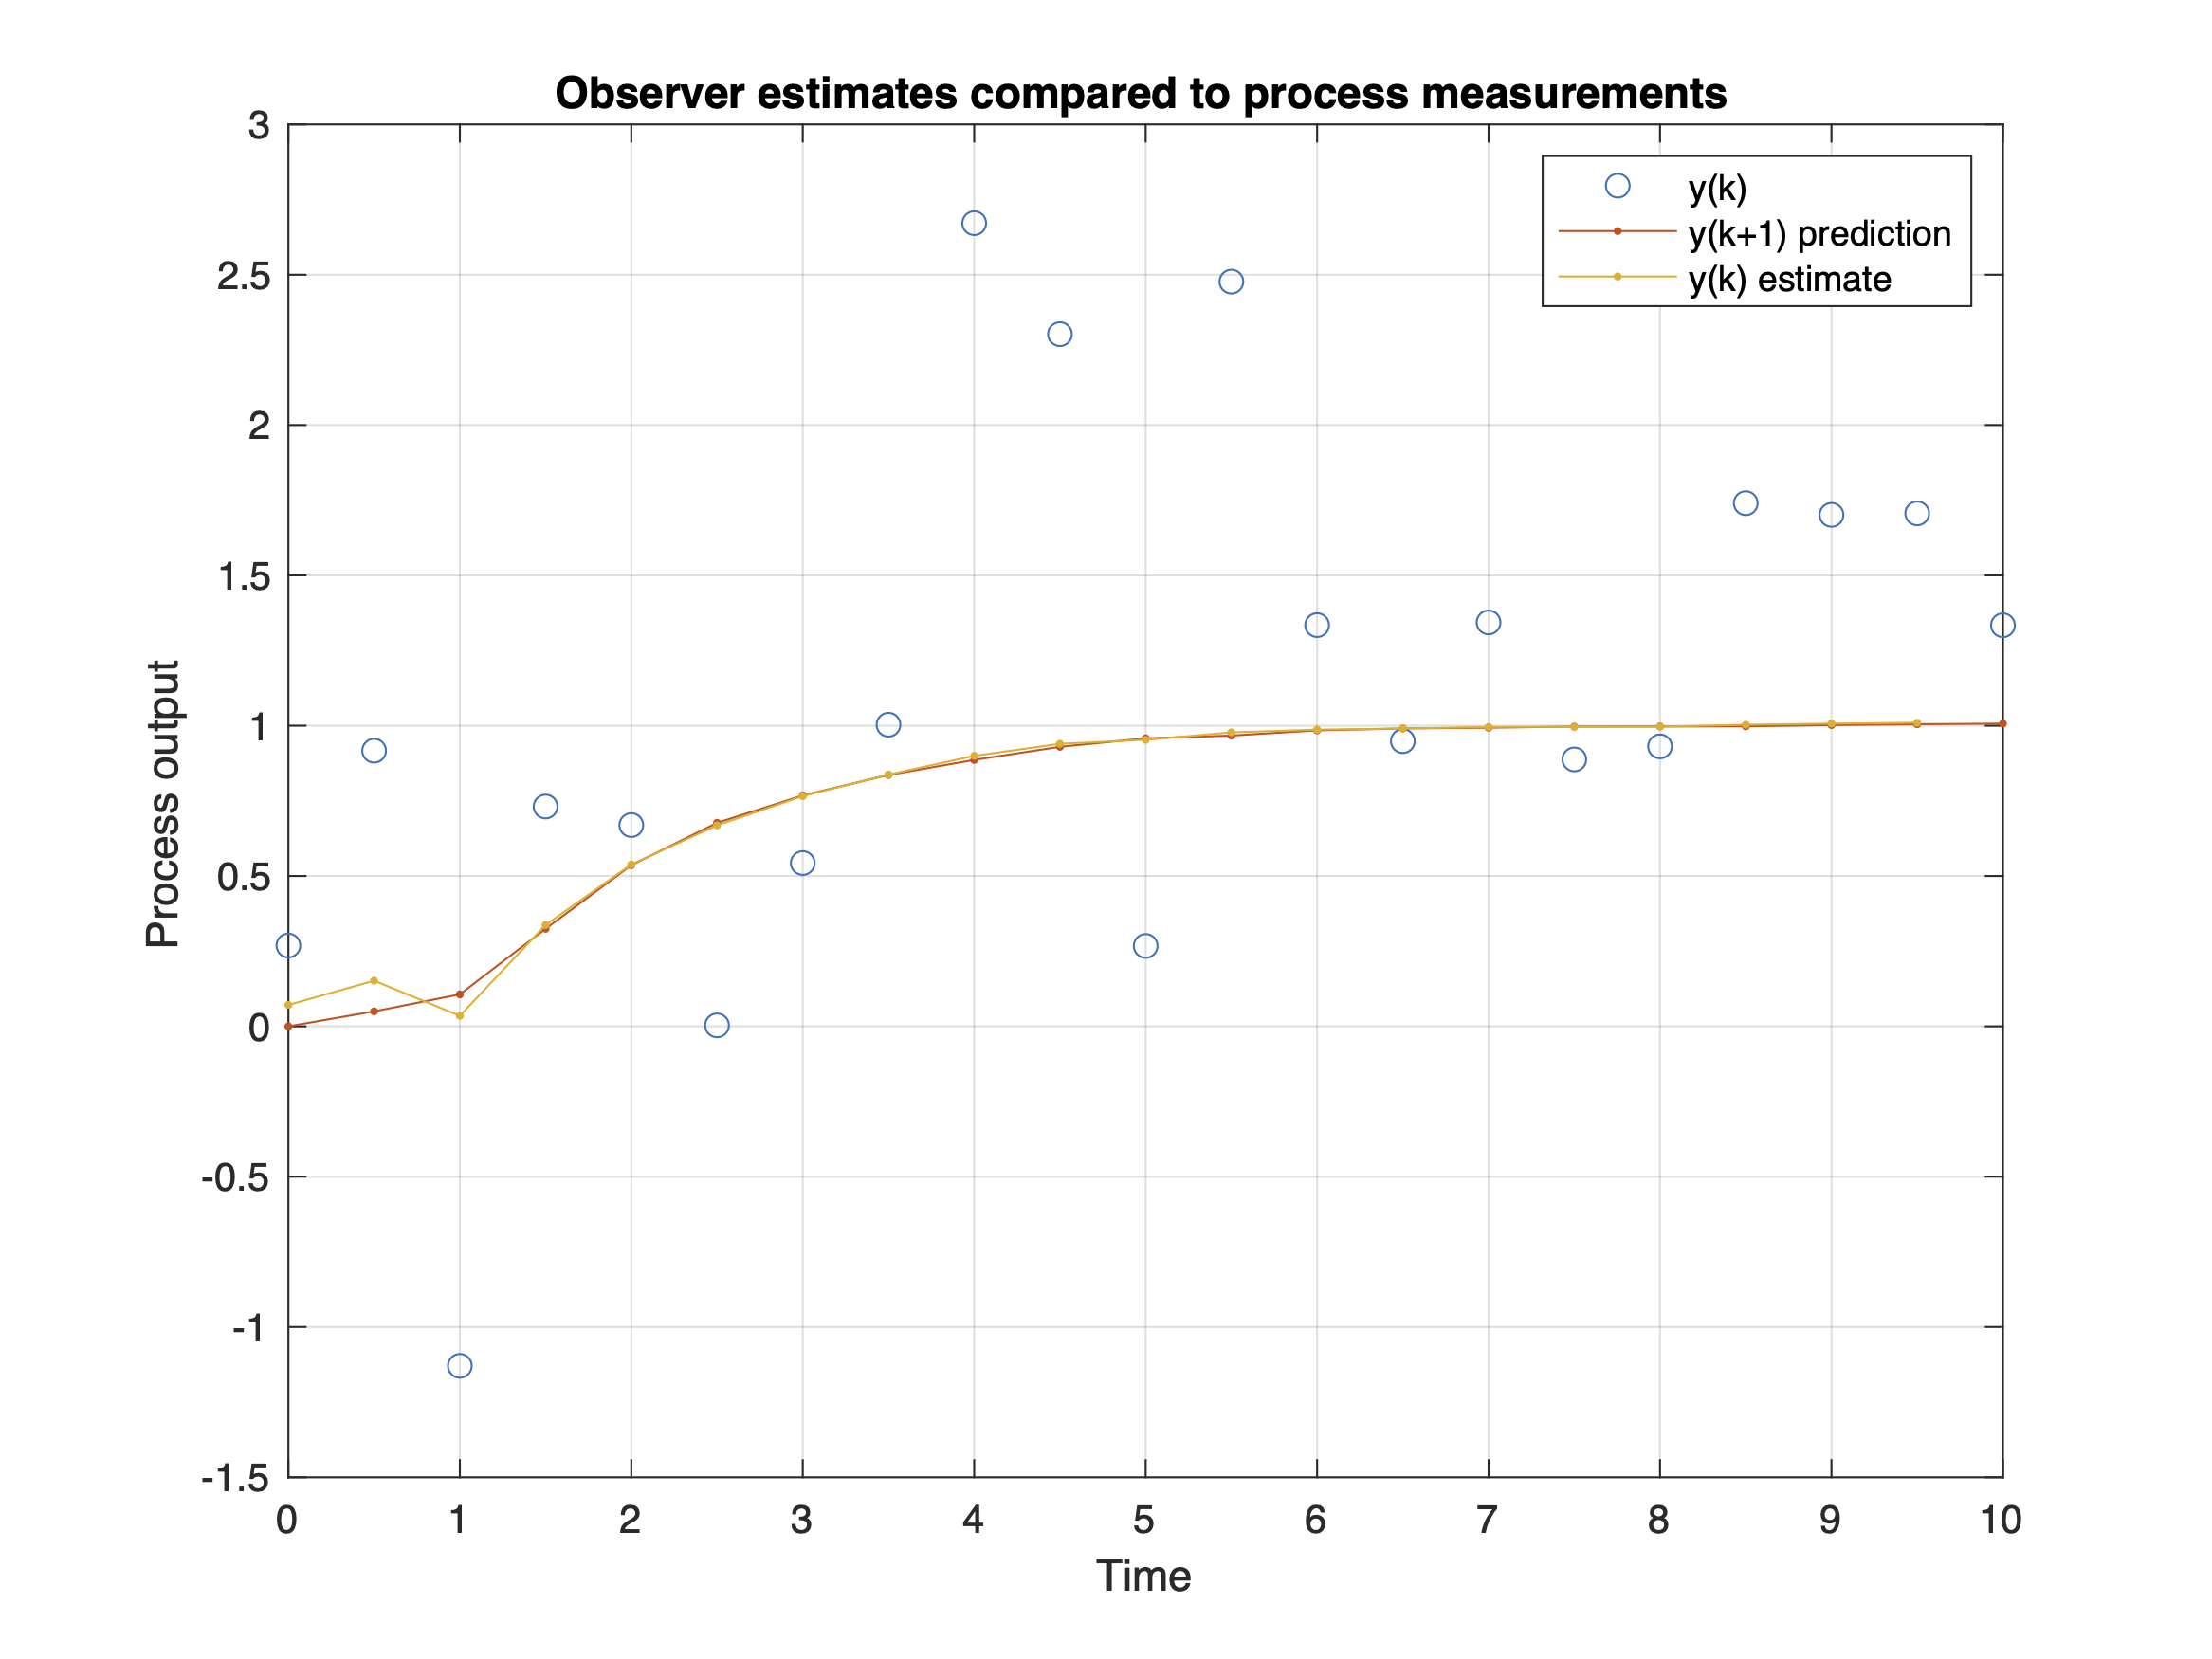 Observer estimates compared to process measurements
3
2.5
2
1.5
1
0.5
0
-0.5
-1
-1.5
Process output
y(k)
y(k+1) prediction
y(k) estimate
0 1 2 3 4 5 6 7 8 9 10
Time